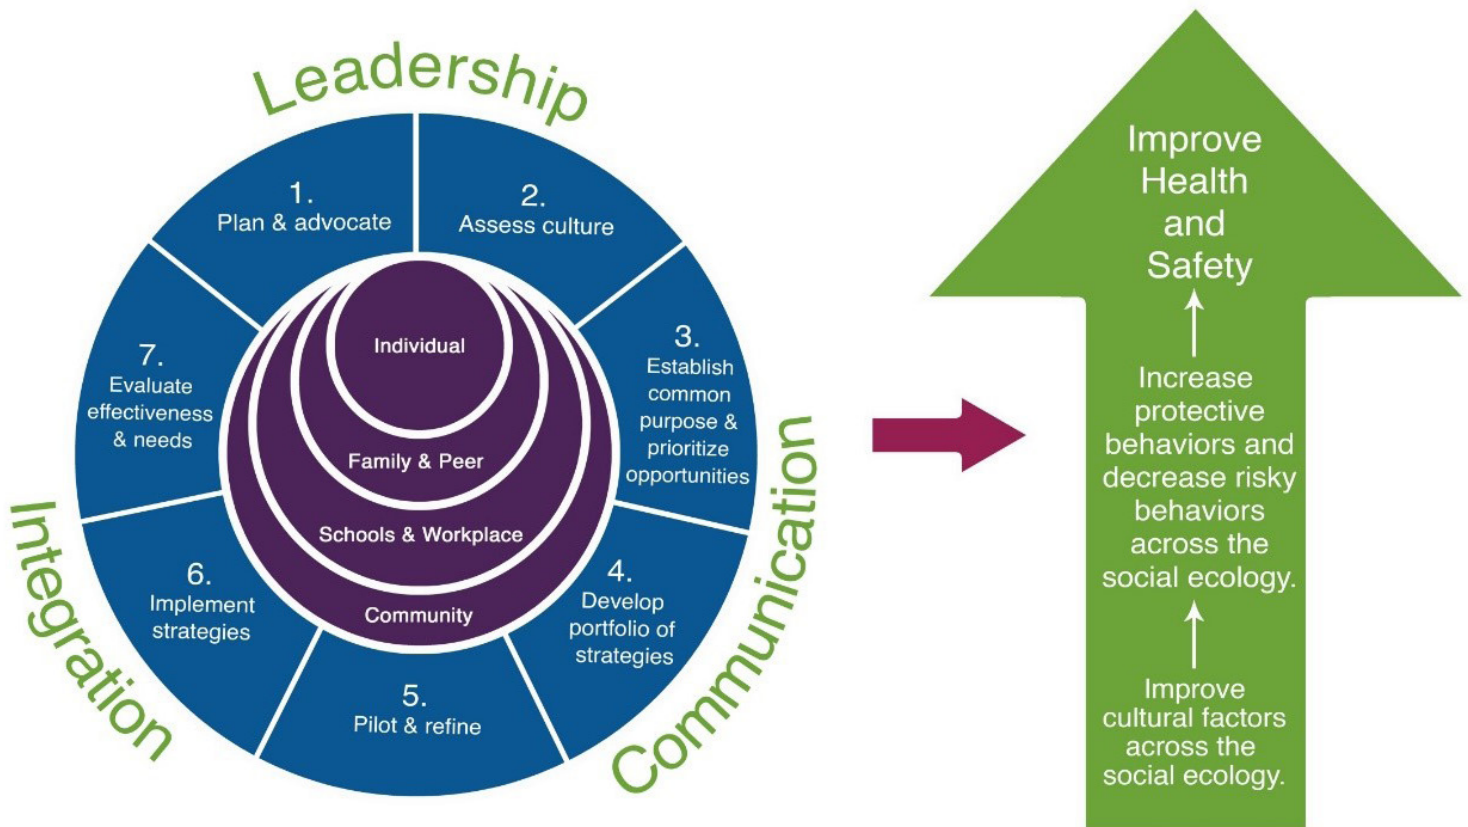 Leadership
1.
Plan & advocate
2.
Assess culture
3.
Establish
common
purpose &
prioritize
opportunities
4.
Develop
portfolio of
strategies
5.
Pilot & refine
6.
Implement
strategies
7.
Evaluate
effectiveness
& needs
Individual
Family & Peer
Schools & Workplace
Community
Communication
Integration
Improve
Health
and
Safety
Increase
protective
behaviors and
decrease risky
behaviors
across the
social ecology.
Improve
cultural factors
across the
social ecology.